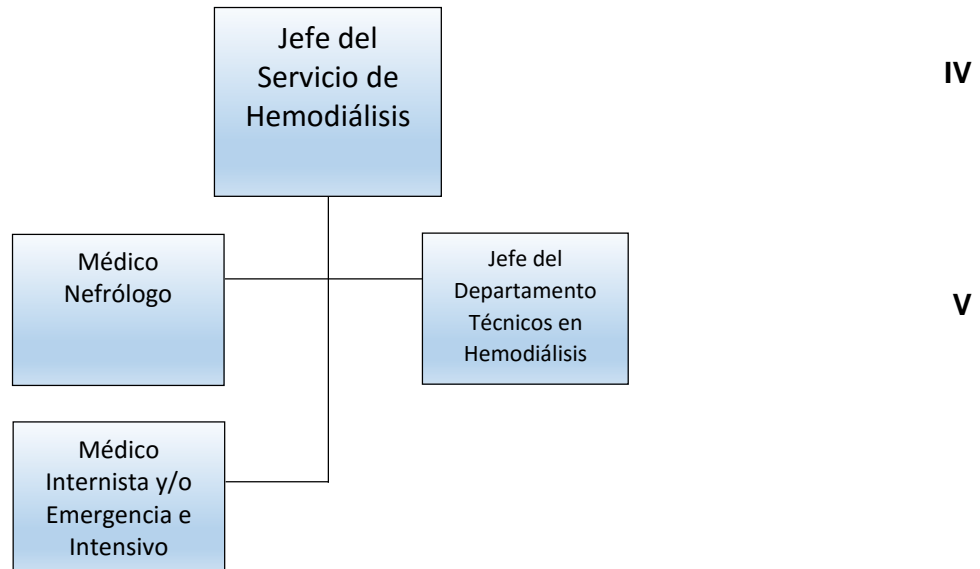 Jefe del
Servicio de
Hemodiálisis
IV
Médico
Nefrólogo
Jefe del
Departamento
Técnicos en
Hemodiálisis
V
Médico
Internista y/o
Emergencia e
Intensivo